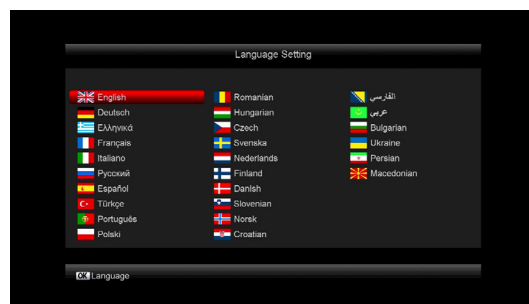 Language Setting
English
Deutsch
Ελληνικά
Français
Italiano
Русский
Español
Türkçe
Português
Polski
Romanian
Hungarian
Czech
Svenska
Nederlands
Finland
Danish
Slovenian
Norsk
Croatian
الفارسي
عربي
Bulgarian
Ukraine
Persian
Macedonian
OK Language